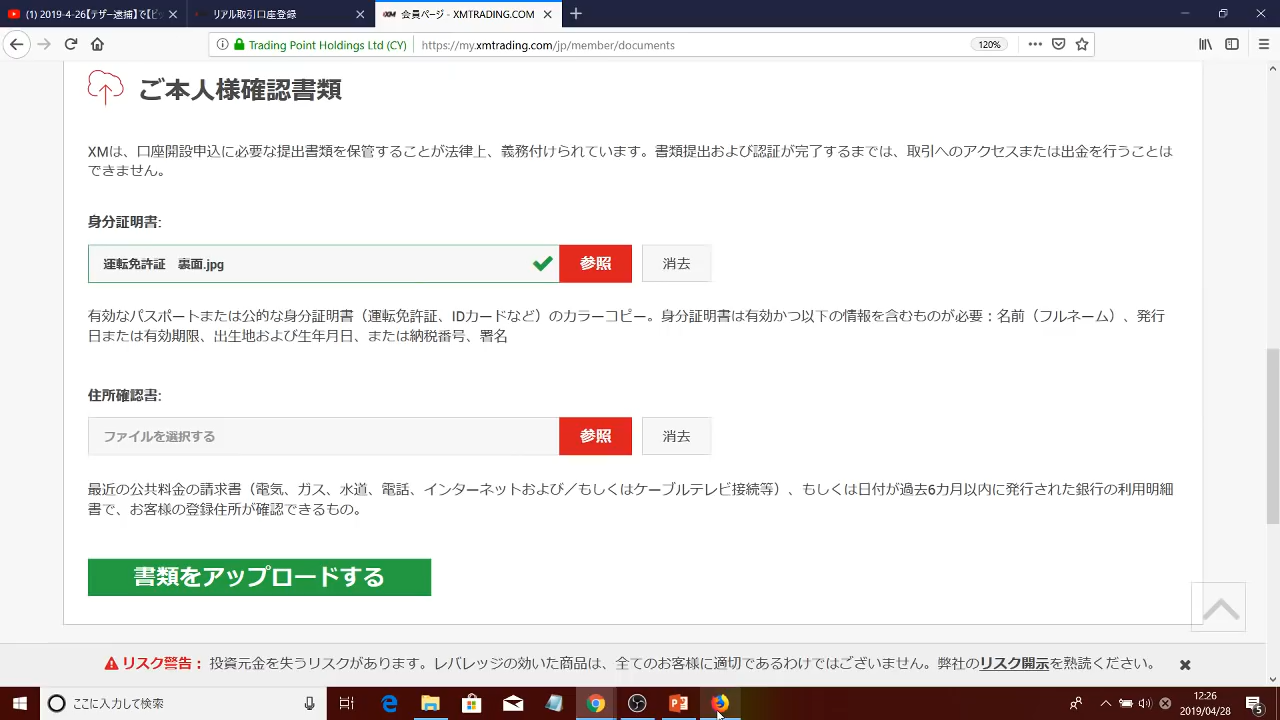 (1) 2019-4-26【テザー逮捕】で【ビッ
リアル取引口座登録
会員ページ - XMTRADING.COM
Trading Point Holdings Ltd (CY)
https://my.xmtrading.com/jp/member/documents
120%
ご本人様確認書類
XMは、口座開設申込に必要な提出書類を保管することが法律上、義務付けられています。書類提出および認証が完了するまでは、取引へのアクセスまたは出金を行うことは
できません。
身分証明書:
運転免許証　裏面.jpg
参照
消去
有効なパスポートまたは公的な身分証明書（運転免許証、IDカードなど）のカラーコピー。身分証明書は有効かつ以下の情報を含むものが必要：名前（フルネーム）、発行
日または有効期限、出生地および生年月日、または納税番号、署名
住所確認書:
ファイルを選択する
参照
消去
最近の公共料金の請求書（電気、ガス、水道、電話、インターネットおよび／もしくはケーブルテレビ接続等）、もしくは日付が過去6カ月以内に発行された銀行の利用明細
書で、お客様の登録住所が確認できるもの。
書類をアップロードする
リスク警告： 投資元金を失うリスクがあります。レバレッジの効いた商品は、全てのお客様に適切であるわけではございません。弊社のリスク開示を熟読ください。
ここに入力して検索
12:26
2019/04/28
5